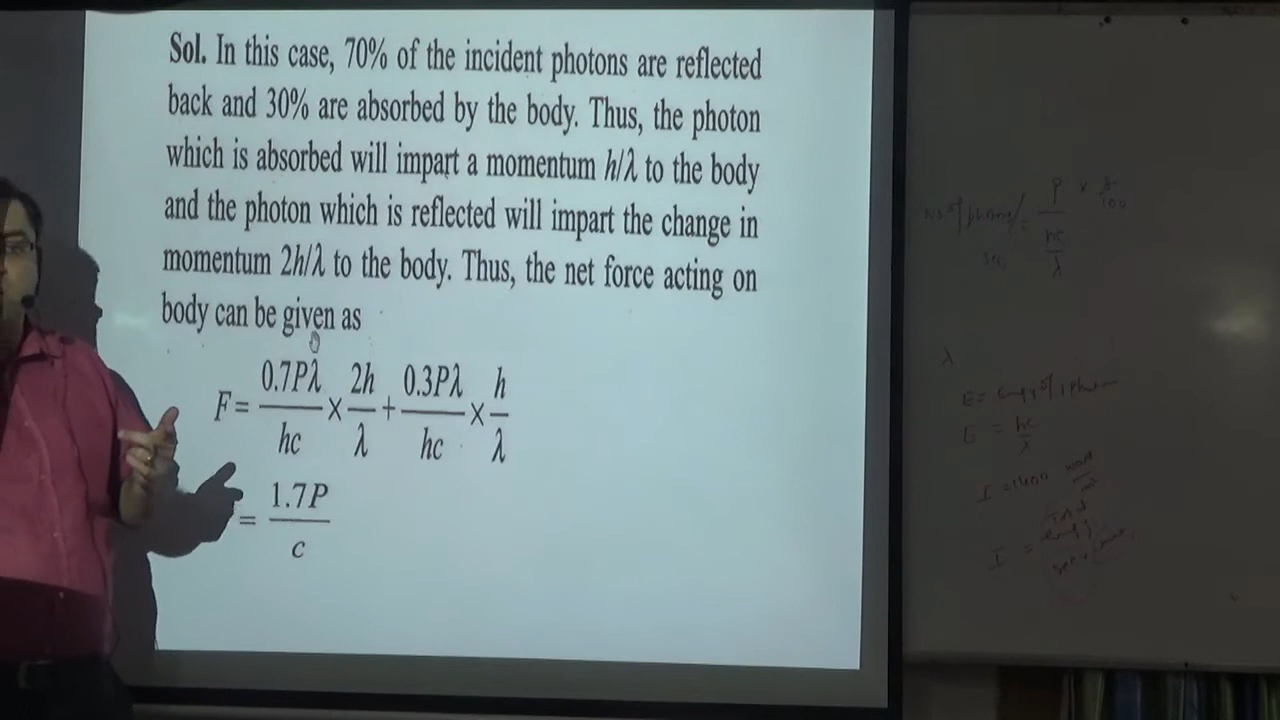 Sol. In this case, 70% of the incident photons are reflected
back and 30% are absorbed by the body. Thus, the photon
which is absorbed will impart a momentum h/λ to the body
and the photon which is reflected will impart the change in
momentum 2h/λ to the body. Thus, the net force acting on
body can be given as
F = 0.7Pλ/hc × 2h/λ + 0.3Pλ/hc × h/λ
= 1.7P/c
P ×
hc
λ
λ
E =
E = hc/λ
I = 1400
I =